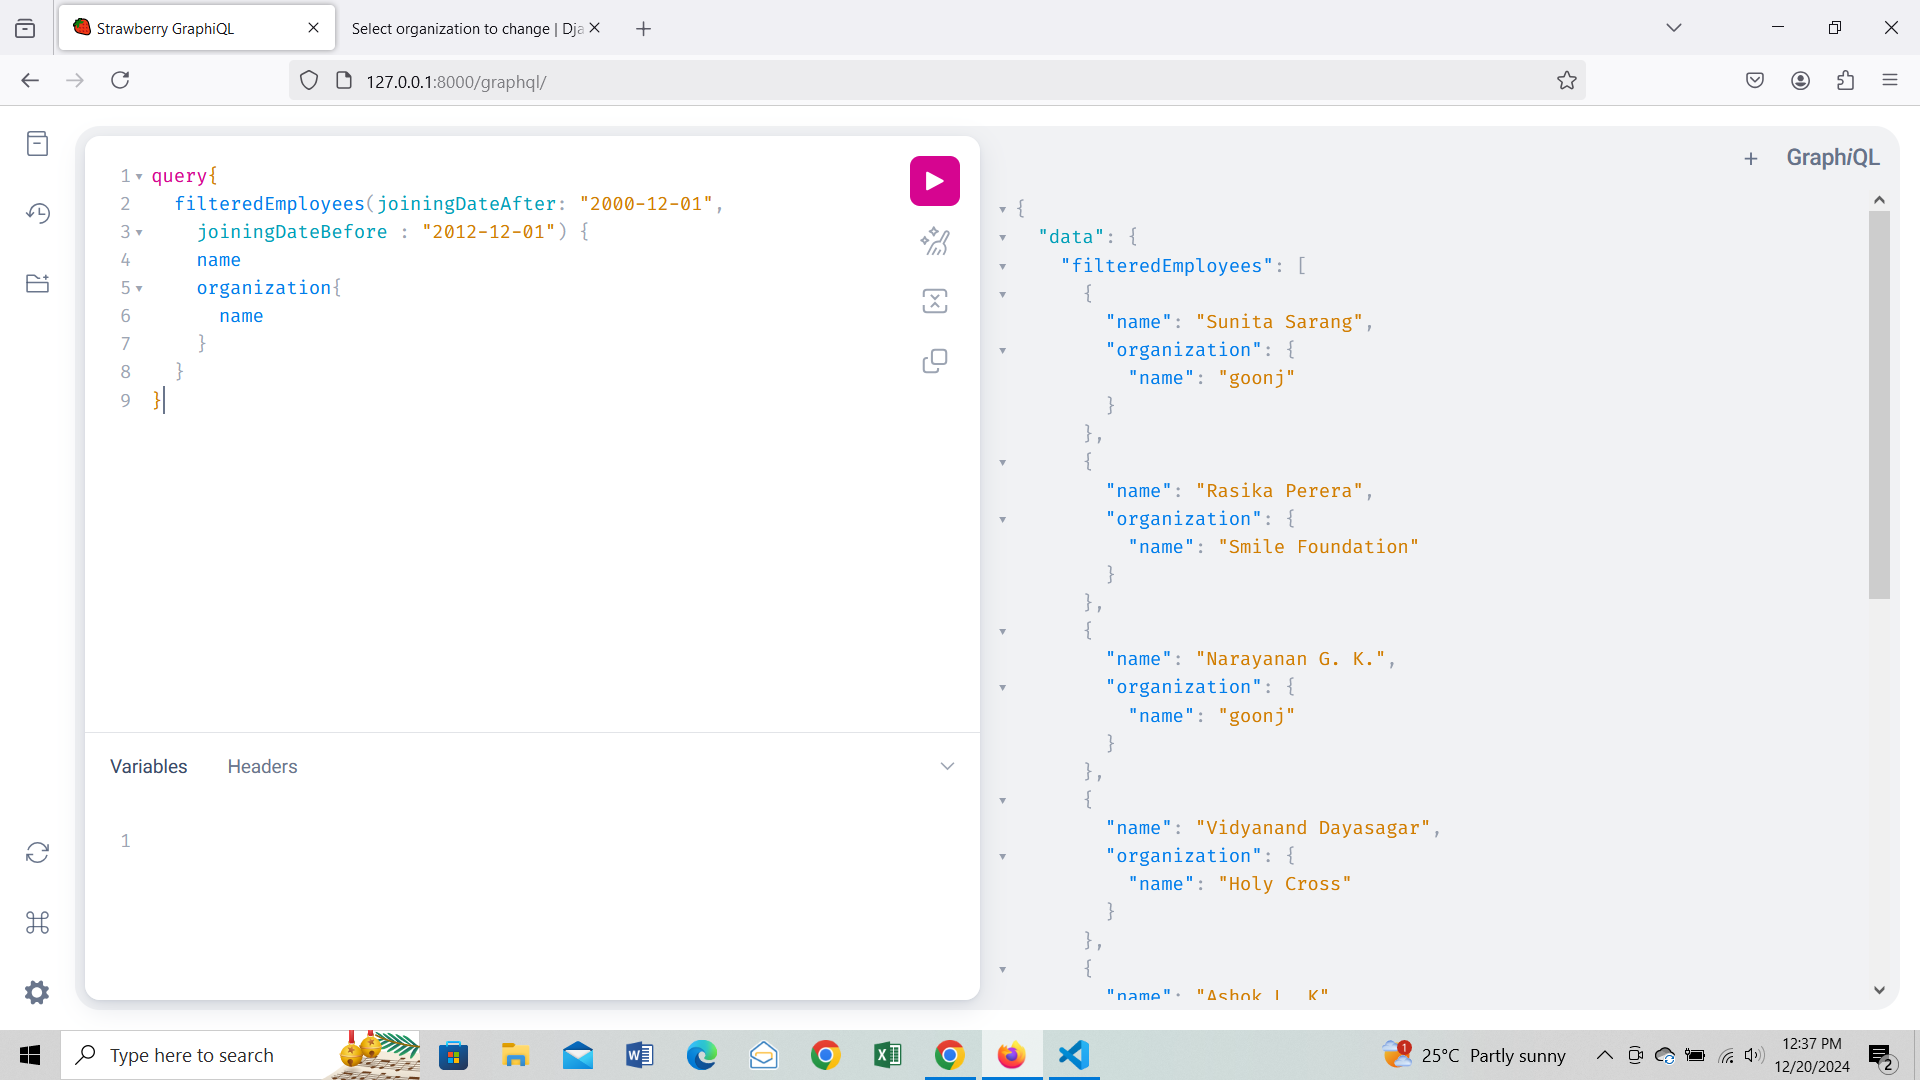 Strawberry GraphiQL
Select organization to change | Dja
127.0.0.1:8000/graphql/
GraphiQL
1 query{
2 filteredEmployees(joiningDateAfter: "2000-12-01",
3 joiningDateBefore : "2012-12-01") {
4 name
5 organization{
6 name
7 }
8 }
9 }
Variables Headers
1
{
"data": {
"filteredEmployees": [
{
"name": "Sunita Sarang",
"organization": {
"name": "goonj"
}
},
{
"name": "Rasika Perera",
"organization": {
"name": "Smile Foundation"
}
},
{
"name": "Narayanan G. K.",
"organization": {
"name": "goonj"
}
},
{
"name": "Vidyanand Dayasagar",
"organization": {
"name": "Holy Cross"
}
},
{
"name": "Ashok L. K"
Type here to search
1
25°C Partly sunny
12:37 PM
12/20/2024
2